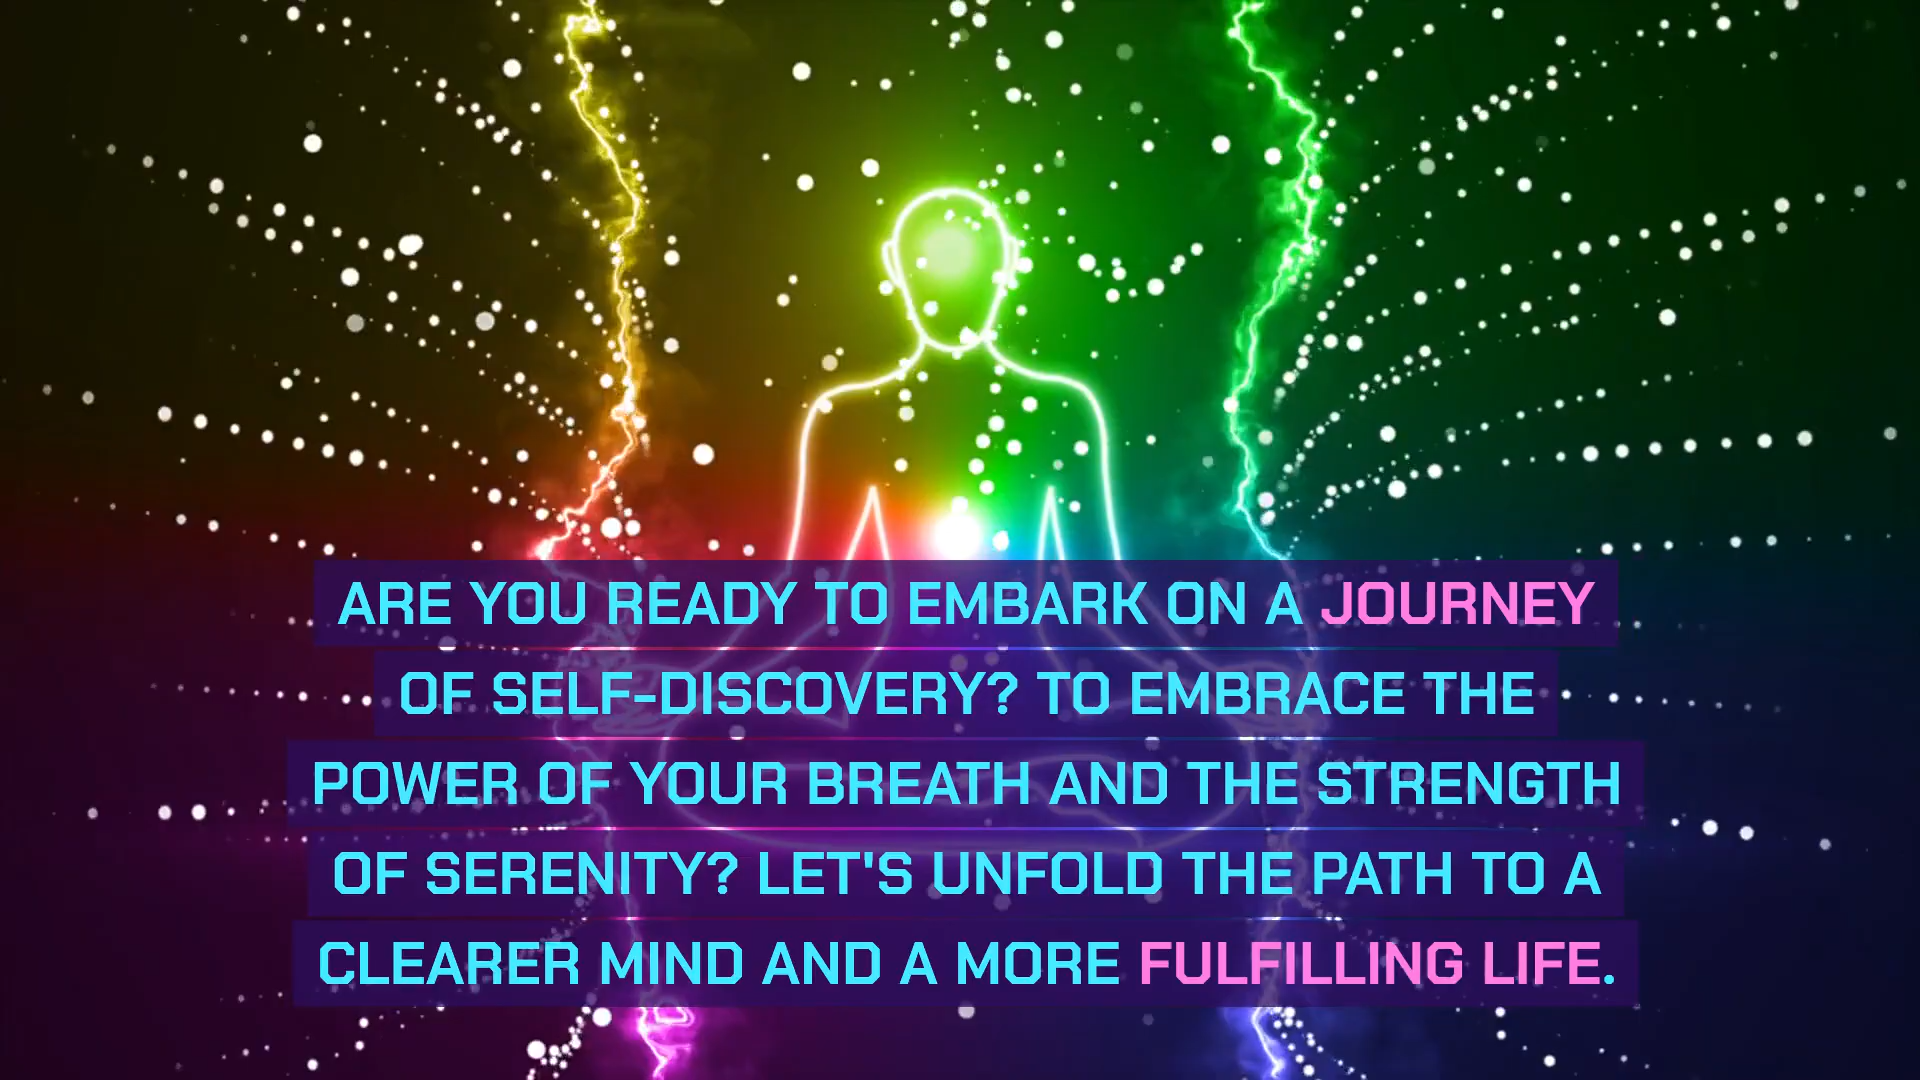 ARE YOU READY TO EMBARK ON A JOURNEY
OF SELF-DISCOVERY? TO EMBRACE THE
POWER OF YOUR BREATH AND THE STRENGTH
OF SERENITY? LET'S UNFOLD THE PATH TO A
CLEARER MIND AND A MORE FULFILLING LIFE.